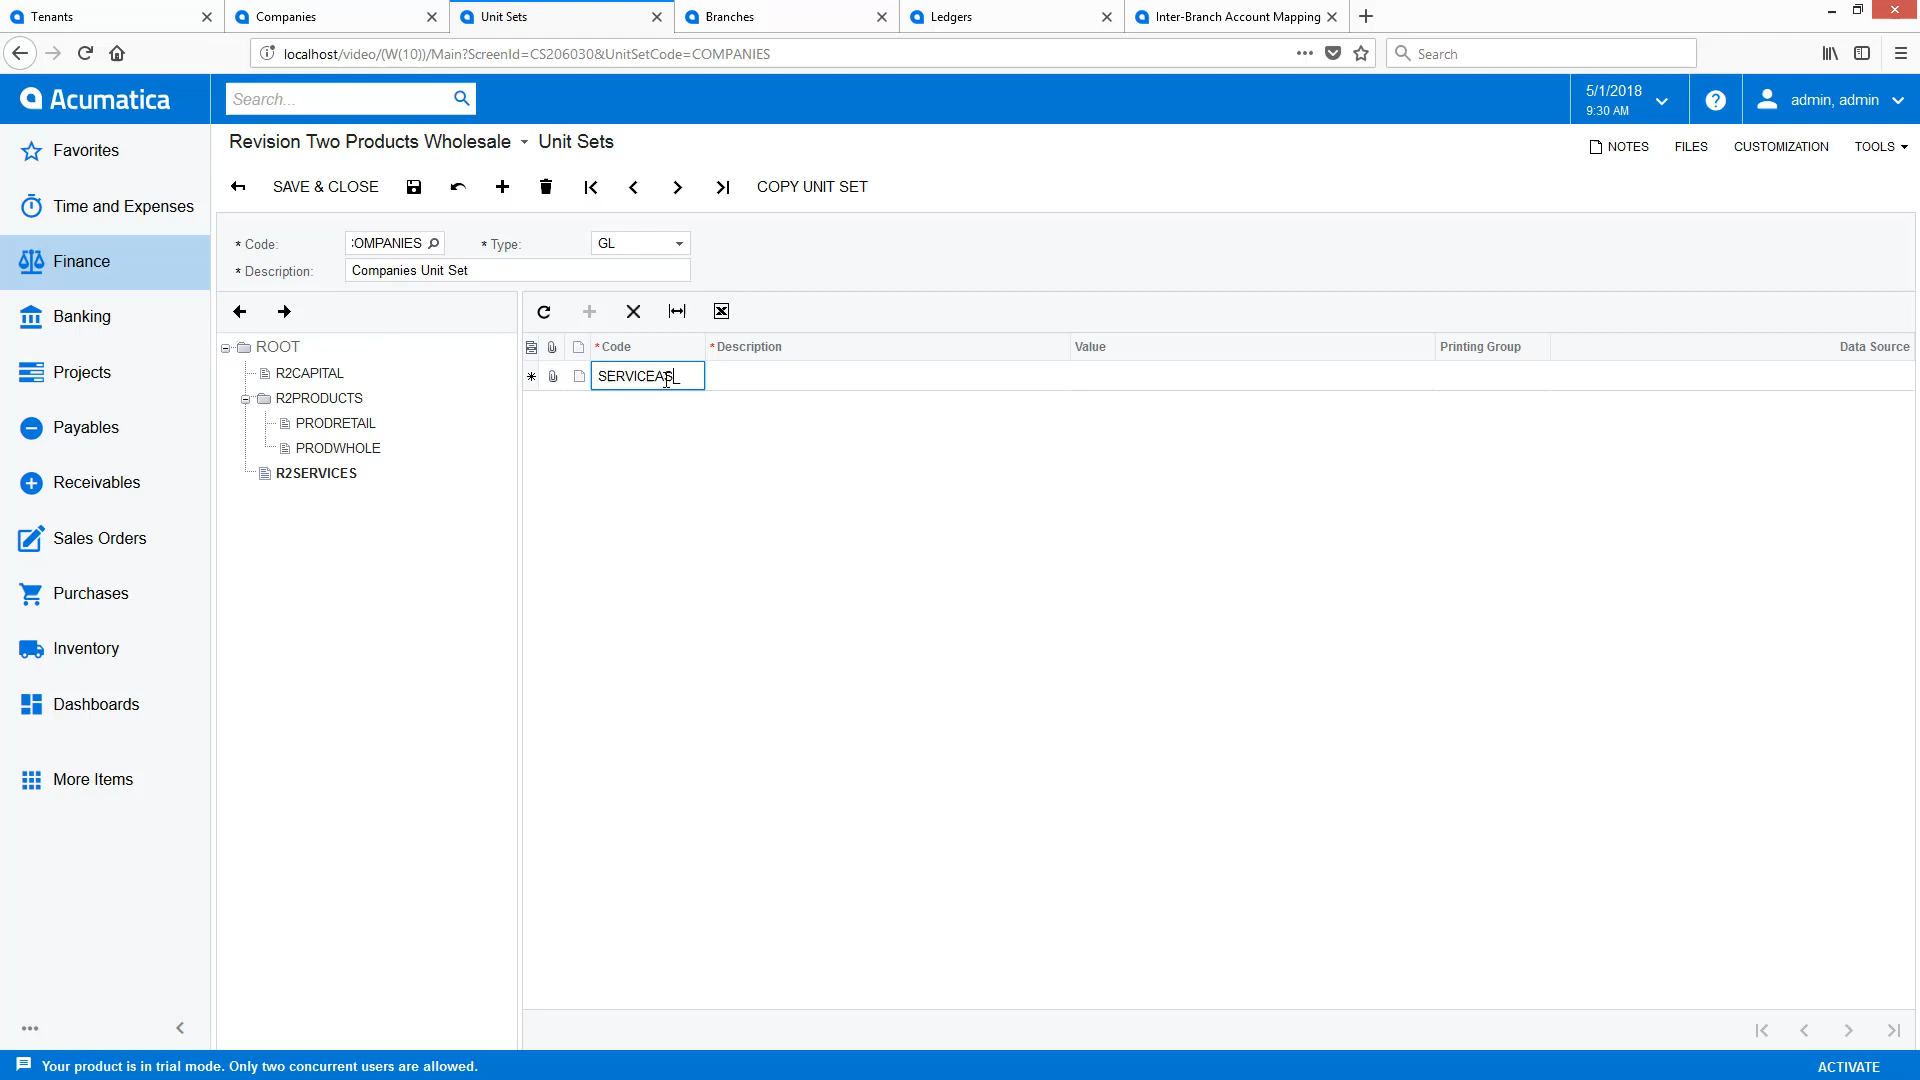 Tenants
Companies
Unit Sets
Branches
Ledgers
Inter-Branch Account Mapping
localhost/video/(W(10))/Main?ScreenId=CS206030&UnitSetCode=COMPANIES
Search
Acumatica
Search...
5/1/2018
9:30 AM
?
admin, admin
Favorites
Time and Expenses
Finance
Banking
Projects
Payables
Receivables
Sales Orders
Purchases
Inventory
Dashboards
More Items
Revision Two Products Wholesale
Unit Sets
NOTES
FILES
CUSTOMIZATION
TOOLS
SAVE & CLOSE
COPY UNIT SET
* Code:
:OMPANIES
* Type:
GL
* Description:
Companies Unit Set
ROOT
R2CAPITAL
R2PRODUCTS
PRODRETAIL
PRODWHOLE
R2SERVICES
* Code
* Description
Value
Printing Group
Data Source
SERVICEAS_
Your product is in trial mode. Only two concurrent users are allowed.
ACTIVATE